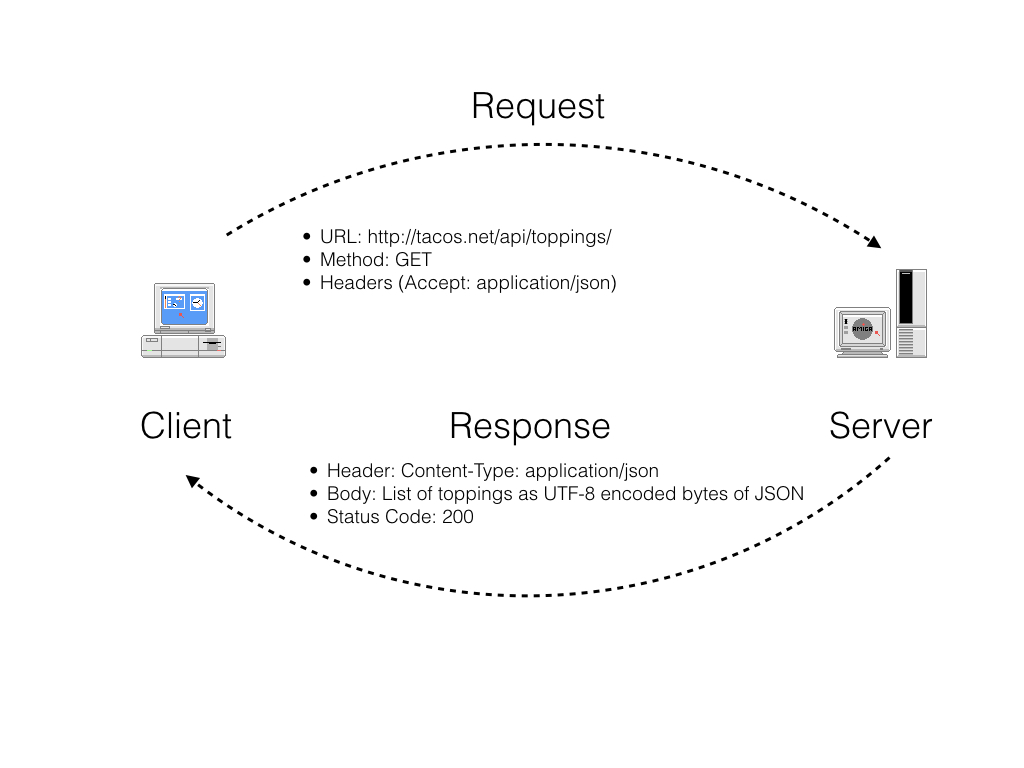 Request
• URL: http://tacos.net/api/toppings/
• Method: GET
• Headers (Accept: application/json)
AMIGA
Client
Response
Server
• Header: Content-Type: application/json
• Body: List of toppings as UTF-8 encoded bytes of JSON
• Status Code: 200